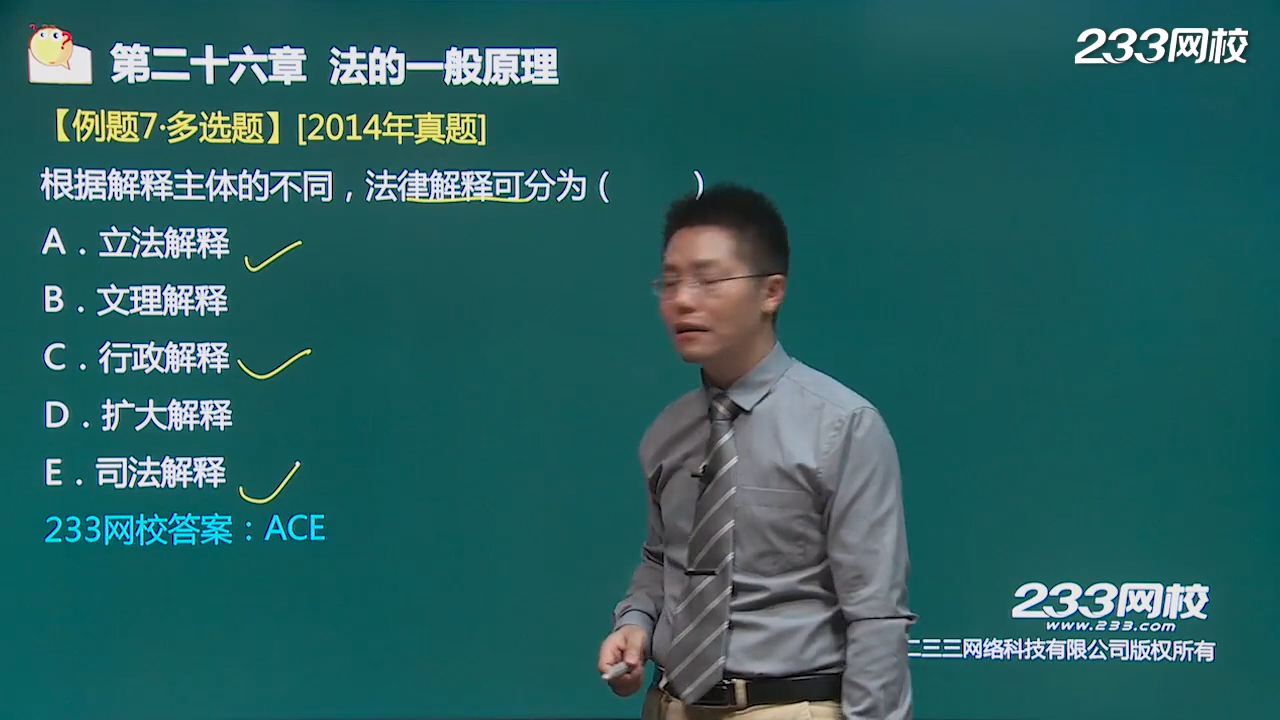 233网校
第二十六章 法的一般原理
【例题7·多选题】[2014年真题]
根据解释主体的不同，法律解释可分为（ ）
A．立法解释
B．文理解释
C．行政解释
D．扩大解释
E．司法解释
233网校答案：ACE
233网校
www.233.com
二三三网络科技有限公司版权所有